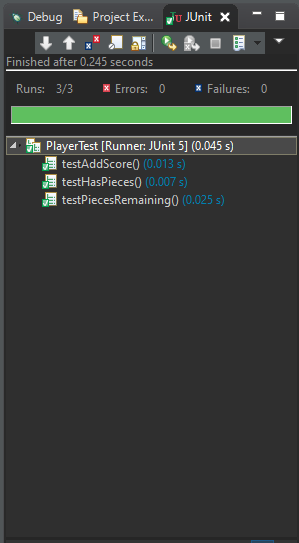 Debug Project Ex... JUnit
Finished after 0.245 seconds
Runs: 3/3 Errors: 0 Failures: 0
PlayerTest [Runner: JUnit 5] (0.045 s)
testAddScore() (0.013 s)
testHasPieces() (0.007 s)
testPiecesRemaining() (0.025 s)